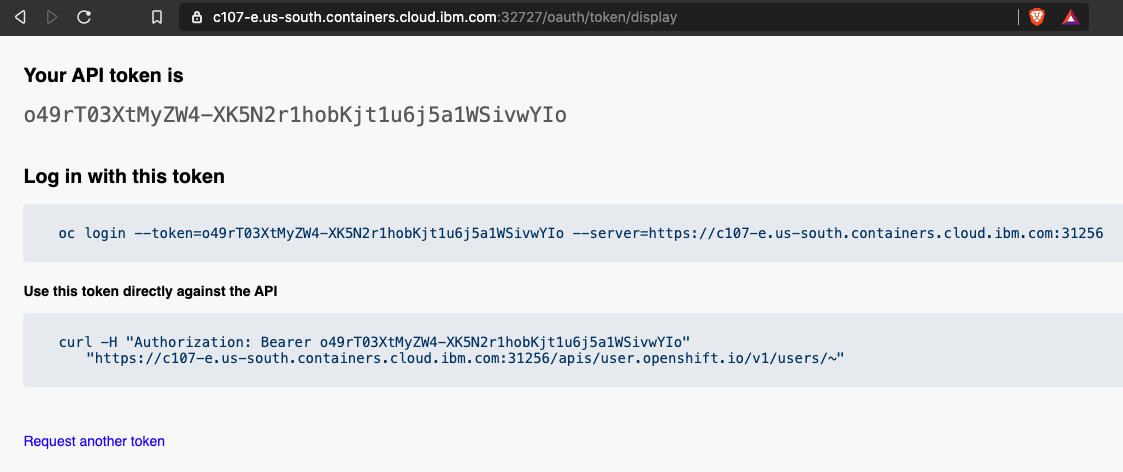 c107-e.us-south.containers.cloud.ibm.com:32727/oauth/token/display
Your API token is
o49rT03XtMyZW4-XK5N2r1hobKjt1u6j5a1WSivwYIo
Log in with this token
oc login --token=o49rT03XtMyZW4-XK5N2r1hobKjt1u6j5a1WSivwYIo --server=https://c107-e.us-south.containers.cloud.ibm.com:31256
Use this token directly against the API
curl -H "Authorization: Bearer o49rT03XtMyZW4-XK5N2r1hobKjt1u6j5a1WSivwYIo"
"https://c107-e.us-south.containers.cloud.ibm.com:31256/apis/user.openshift.io/v1/users/~"
Request another token